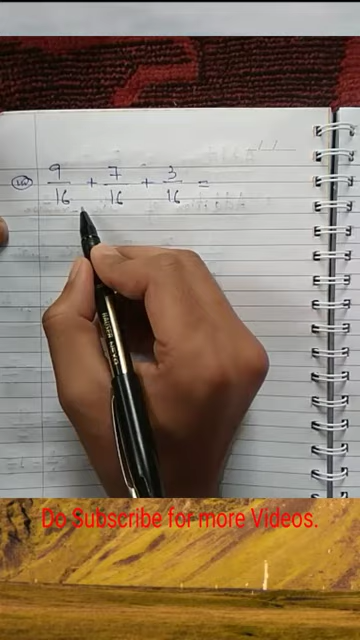 9/16 + 7/16 + 3/16 =
Do Subscribe for more Videos.